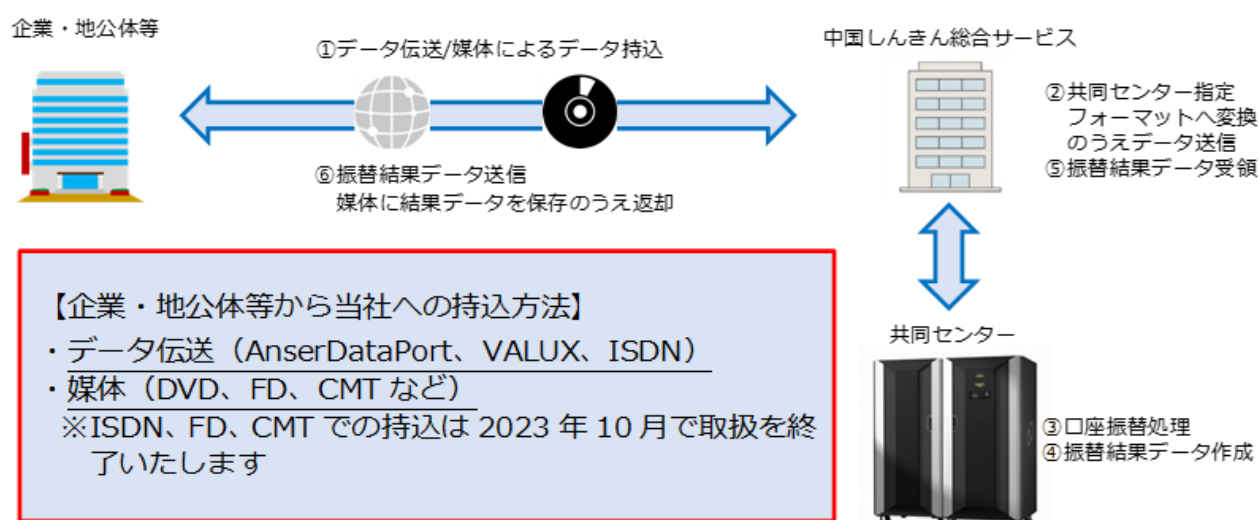 企業・地公体等
①データ伝送/媒体によるデータ持込
中国しんきん総合サービス
②共同センター指定
フォーマットへ変換
のうえデータ送信
⑤振替結果データ受領
⑥振替結果データ送信
媒体に結果データを保存のうえ返却
【企業・地公体等から当社への持込方法】
・データ伝送（AnserDataPort、VALUX、ISDN）
・媒体（DVD、FD、CMT など）
※ISDN、FD、CMT での持込は 2023 年 10 月で取扱を終
了いたします
共同センター
③口座振替処理
④振替結果データ作成